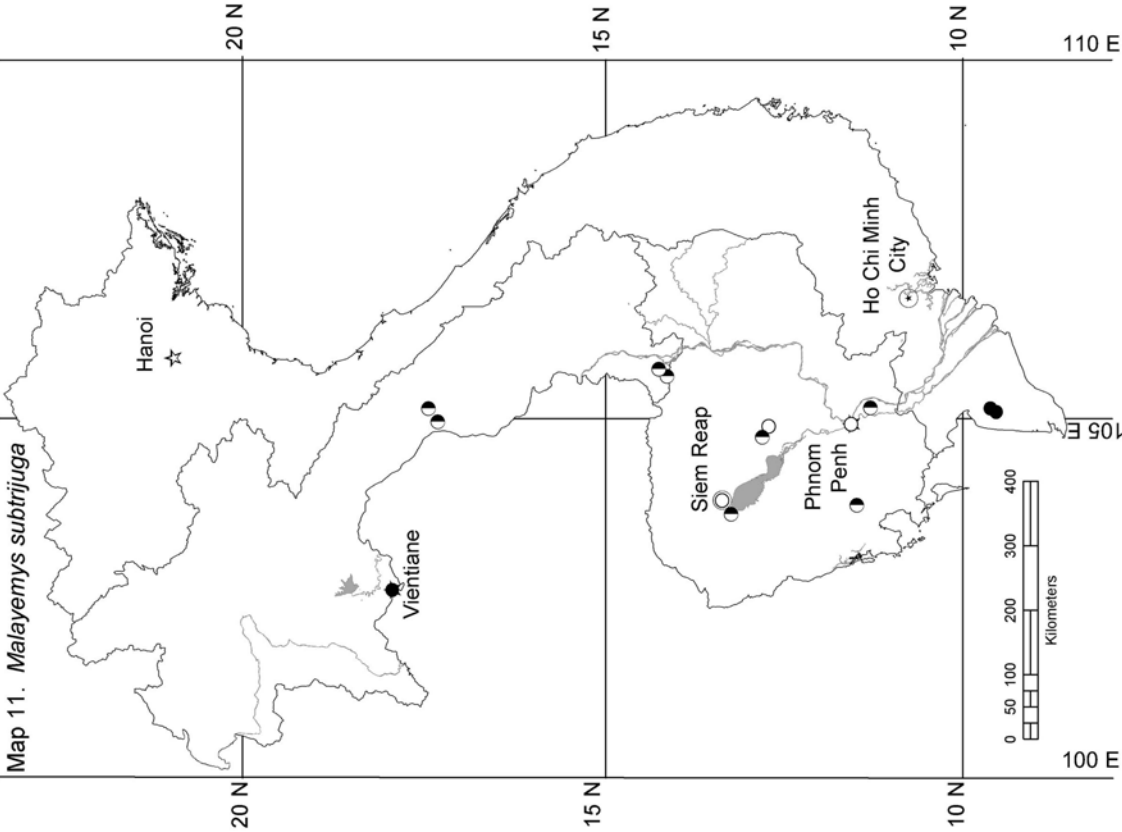 Map 11. Malayemys subtrijuga
Hanoi
20 N
20 N
Vientiane
15 N
15 N
Siem Reap
Phnom
Penh
Ho Chi Minh
City
10 N
10 N
0 50 100 200 300 400
Kilometers
100 E
105 E
110 E